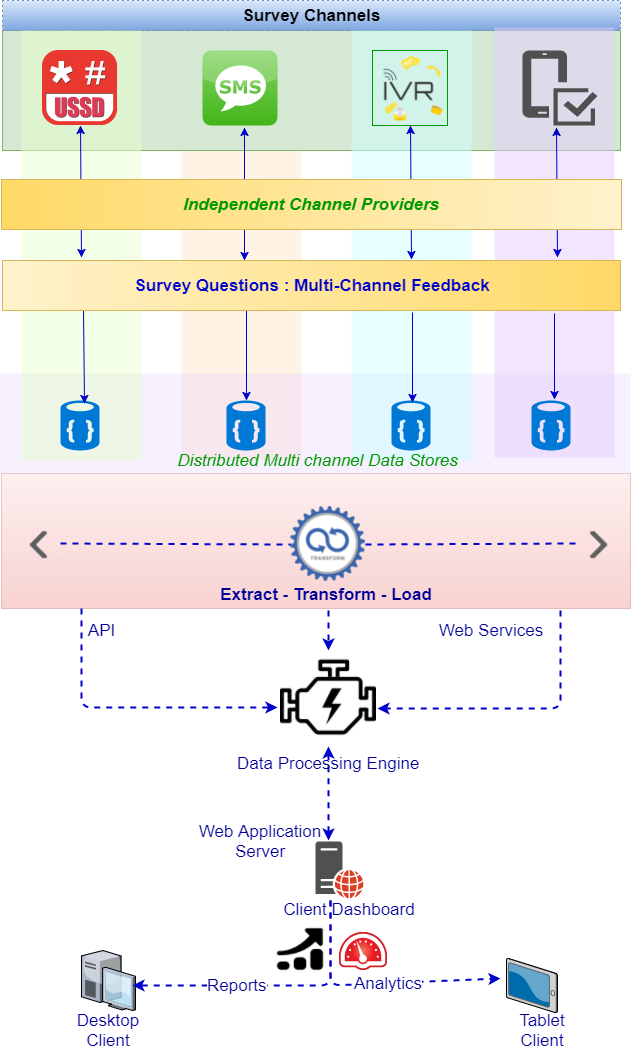 Survey Channels
* #
USSD
SMS
IVR
Independent Channel Providers
Survey Questions : Multi-Channel Feedback
{ }
{ }
{ }
{ }
Distributed Multi channel Data Stores
TRANSFORM
Extract - Transform - Load
API
Web Services
Data Processing Engine
Web Application
Server
Client Dashboard
Reports
Analytics
Desktop
Client
Tablet
Client